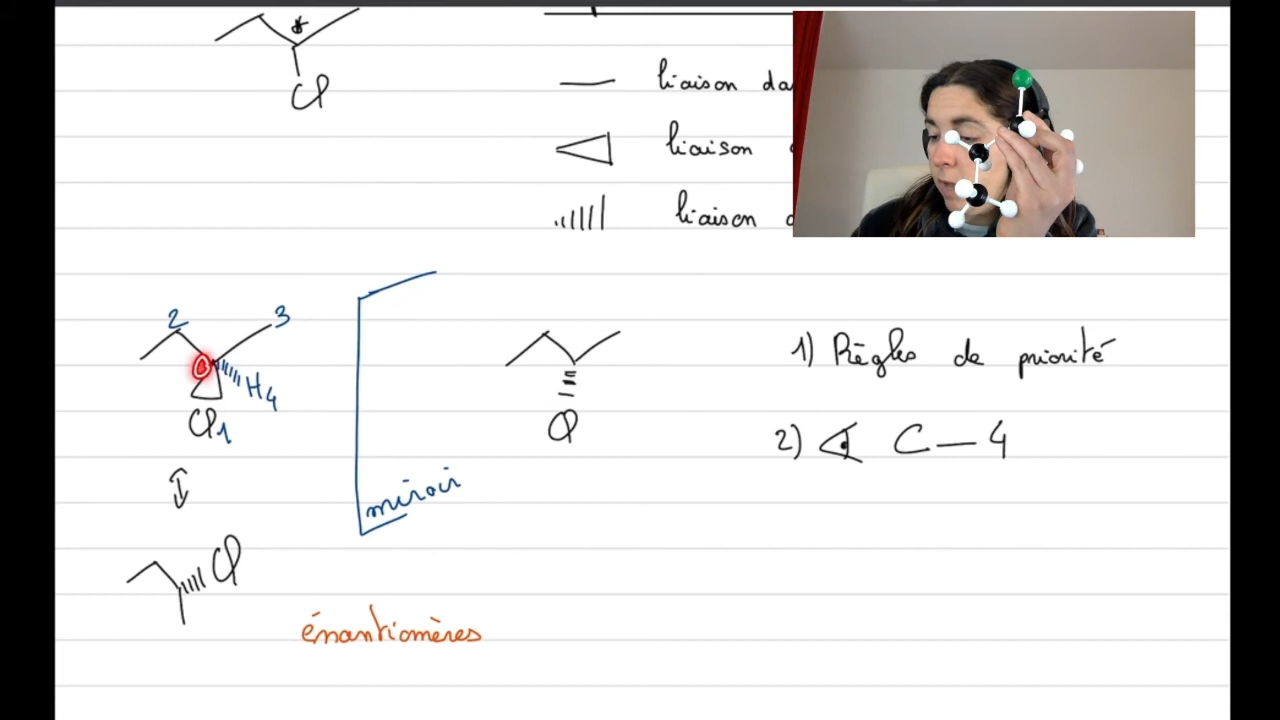 *
Cl
liaison da
liaison
liaison d
2 3
H4
Cl1
Cl
miroir
1) Règles de priorité
2) C — 4
Cl
énantiomères